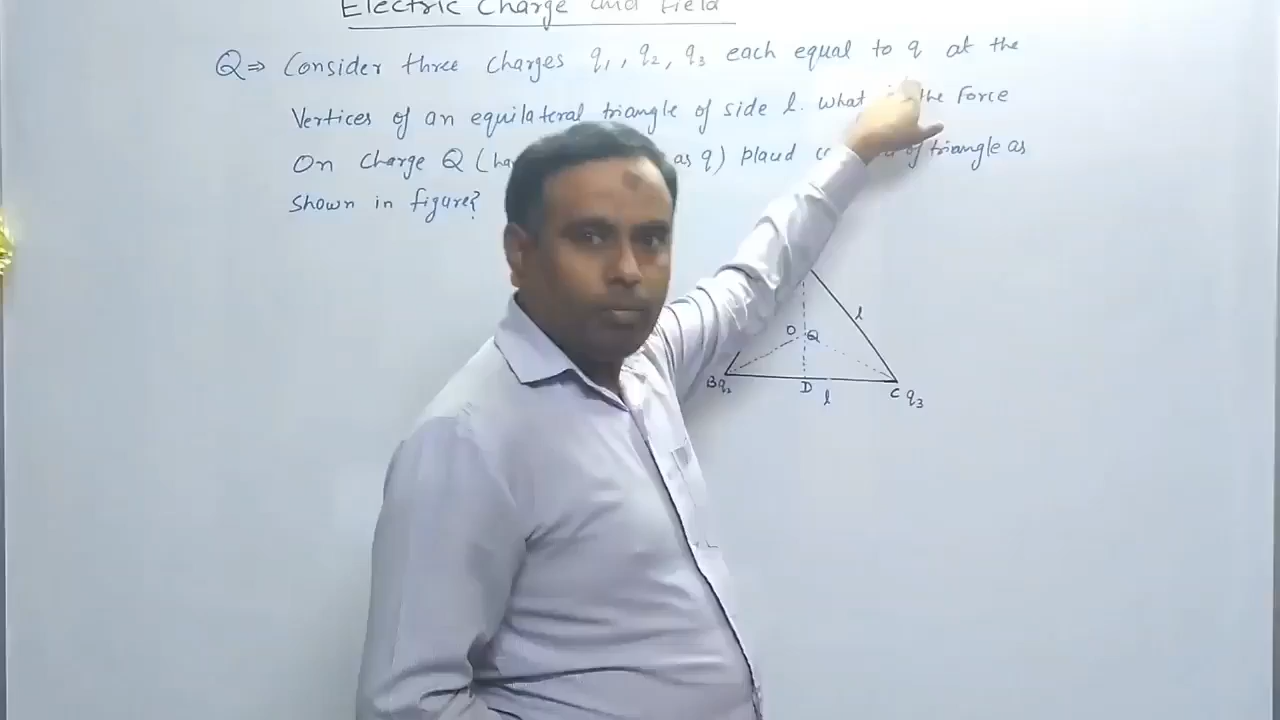 Electric Charge and Field
Q⇒ Consider three charges q₁, q₂, q₃ each equal to q at the
Vertices of an equilateral triangle of side l. What the Force
On charge Q ( as q) placed of triangle as
shown in figure?
l
O Q
B q₂ D l C q₃